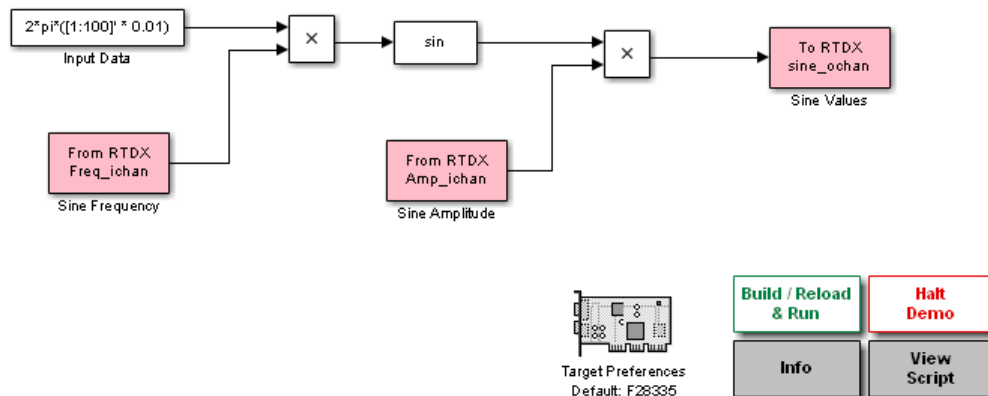 2*pi*([1:100]' * 0.01)
Input Data
×
sin
×
To RTDX
sine_ochan
Sine Values
From RTDX
Freq_ichan
Sine Frequency
From RTDX
Amp_ichan
Sine Amplitude
Target Preferences
Default: F28335
Build / Reload
& Run
Halt
Demo
Info
View
Script